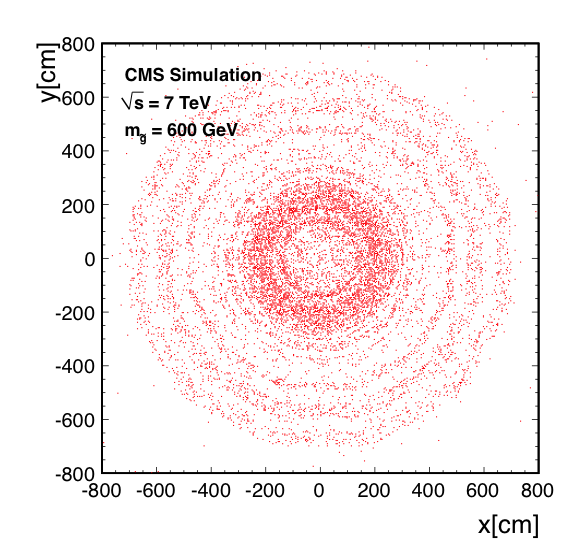 CMS Simulation
√s = 7 TeV
m_g̃ = 600 GeV
y[cm]
800
600
400
200
0
-200
-400
-600
-800
-800 -600 -400 -200 0 200 400 600 800
x[cm]